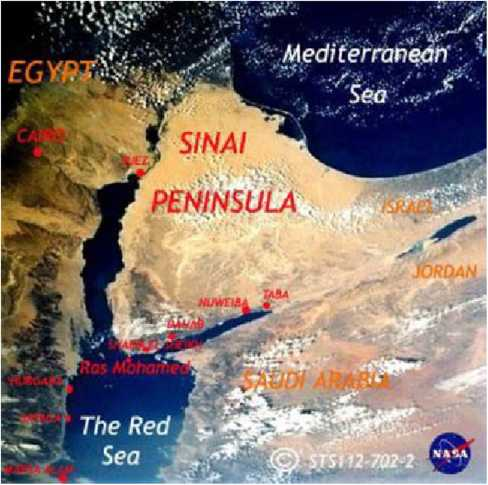 Mediterranean
Sea
EGYPT
CAIRO
SUEZ
SINAI
PENINSULA
ISRAEL
JORDAN
NUWEIBA
TABA
DAHAB
Ras Mohamed
SAUDI ARABIA
The Red
Sea
© STS112-702-2
NASA